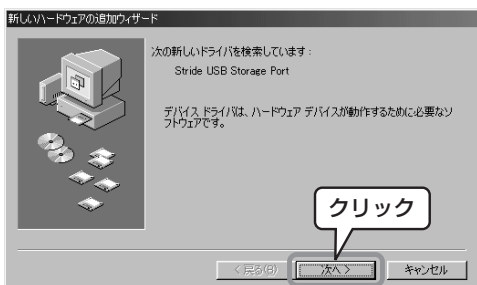 新しいハードウェアの追加ウィザード
次の新しいドライバを検索しています：
Stride USB Storage Port
デバイス ドライバは、ハードウェア デバイスが動作するために必要なソ
フトウェアです。
クリック
< 戻る(B)
次へ >
キャンセル